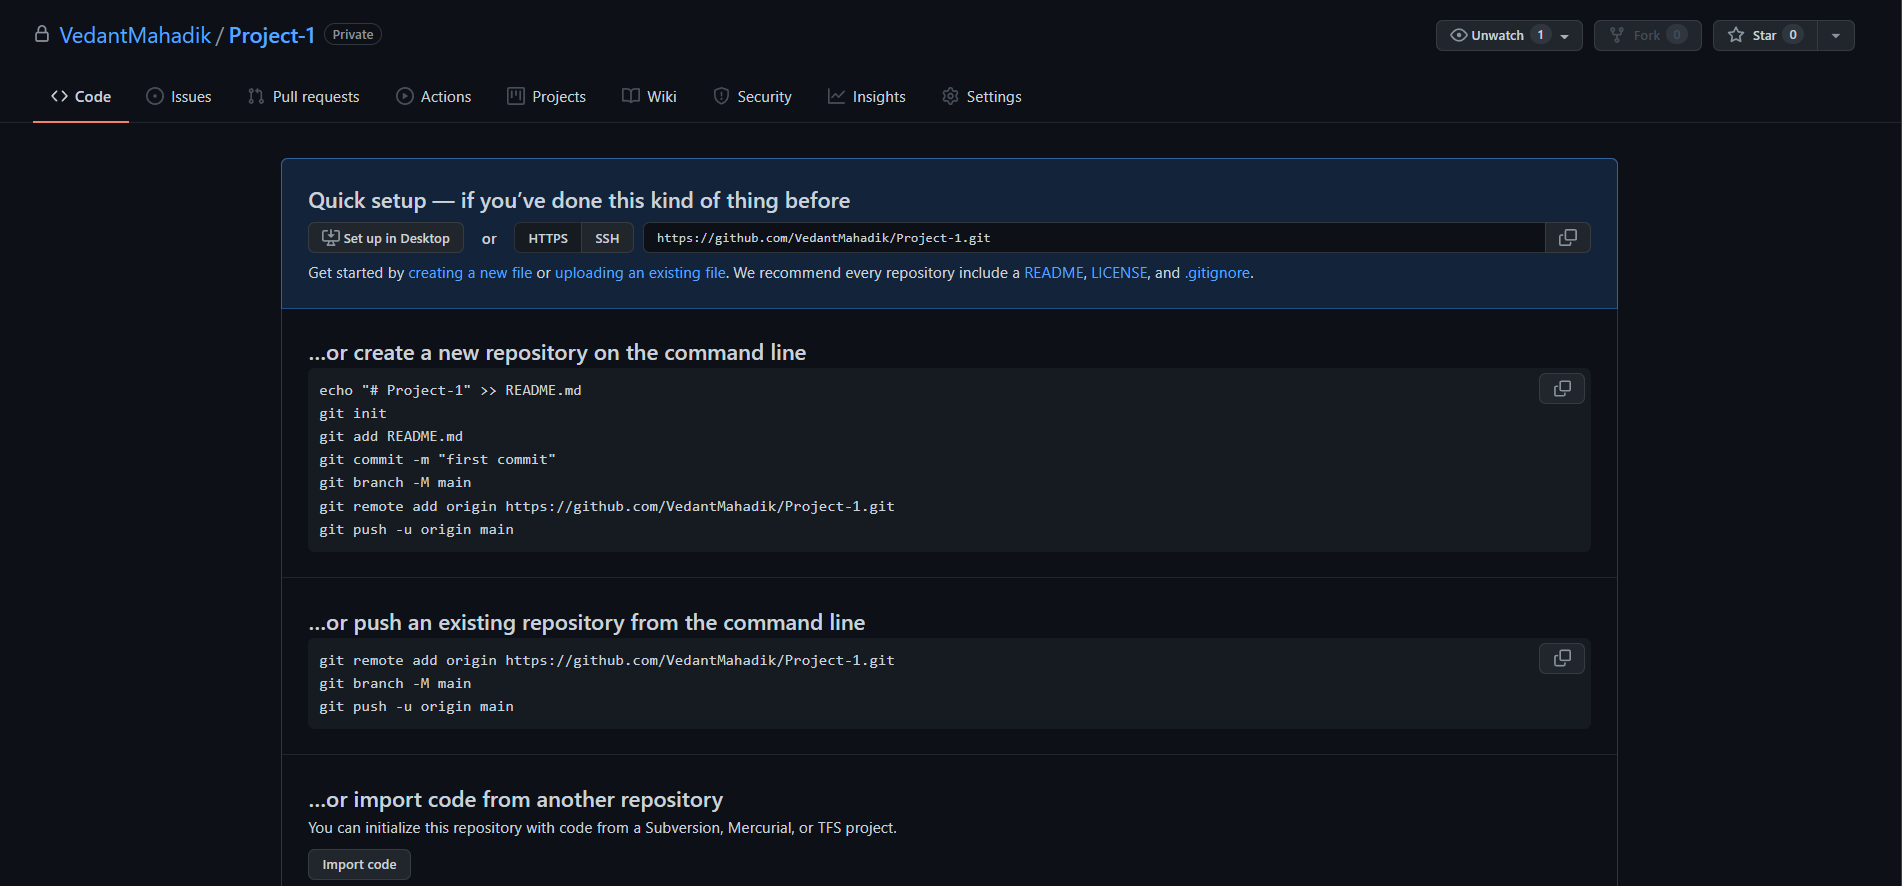 VedantMahadik / Project-1 Private
Unwatch 1 Fork 0 Star 0
Code Issues Pull requests Actions Projects Wiki Security Insights Settings
Quick setup — if you’ve done this kind of thing before
Set up in Desktop or HTTPS SSH https://github.com/VedantMahadik/Project-1.git
Get started by creating a new file or uploading an existing file. We recommend every repository include a README, LICENSE, and .gitignore.
…or create a new repository on the command line
echo "# Project-1" >> README.md
git init
git add README.md
git commit -m "first commit"
git branch -M main
git remote add origin https://github.com/VedantMahadik/Project-1.git
git push -u origin main
…or push an existing repository from the command line
git remote add origin https://github.com/VedantMahadik/Project-1.git
git branch -M main
git push -u origin main
…or import code from another repository
You can initialize this repository with code from a Subversion, Mercurial, or TFS project.
Import code